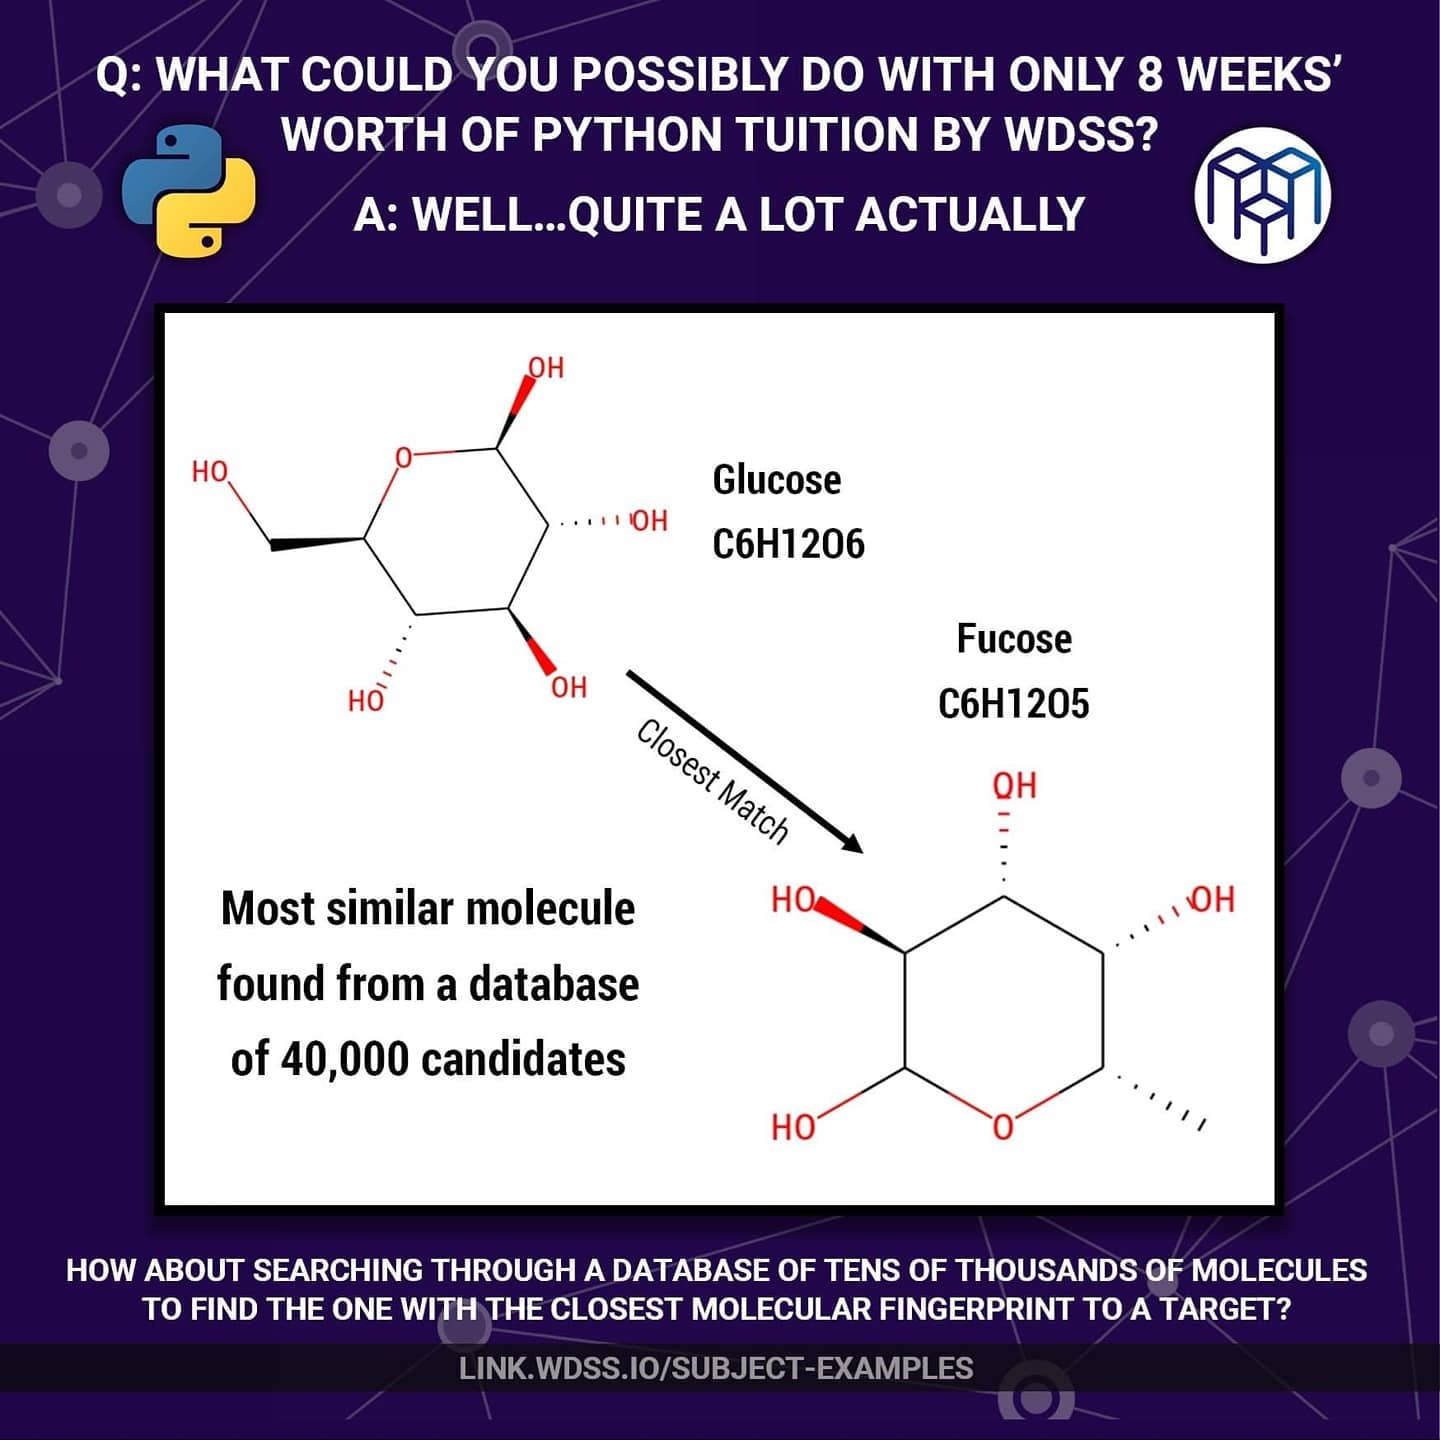 Q: WHAT COULD YOU POSSIBLY DO WITH ONLY 8 WEEKS’
WORTH OF PYTHON TUITION BY WDSS?
A: WELL...QUITE A LOT ACTUALLY
OH
O
HO
OH
HO
OH
Glucose
C6H12O6
Closest Match
Fucose
C6H12O5
OH
HO
OH
HO
O
Most similar molecule
found from a database
of 40,000 candidates
HOW ABOUT SEARCHING THROUGH A DATABASE OF TENS OF THOUSANDS OF MOLECULES
TO FIND THE ONE WITH THE CLOSEST MOLECULAR FINGERPRINT TO A TARGET?
LINK.WDSS.IO/SUBJECT-EXAMPLES